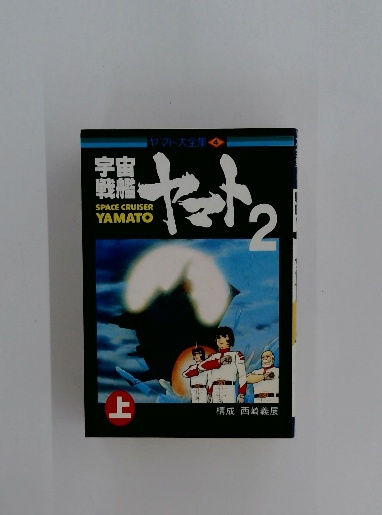 ヤマト大全集 4
宇宙
戦艦
ヤマト
2
SPACE CRUISER
YAMATO
上
構成 西崎義展